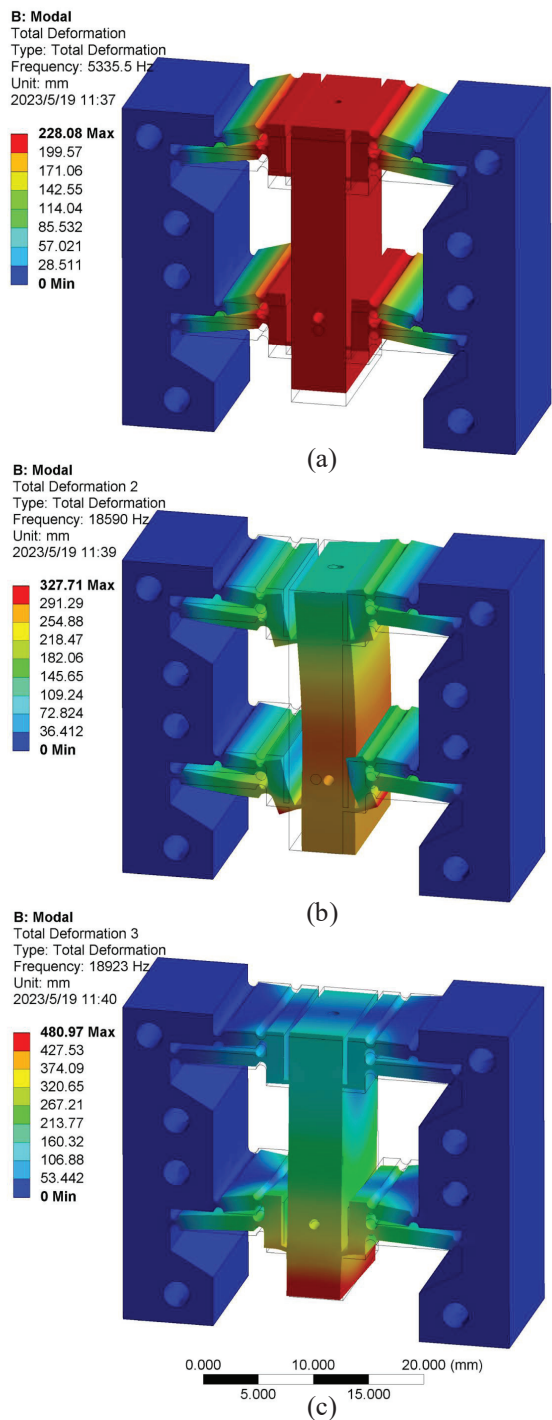 B: Modal
Total Deformation
Type: Total Deformation
Frequency: 5335.5 Hz
Unit: mm
2023/5/19 11:37
228.08 Max
199.57
171.06
142.55
114.04
85.532
57.021
28.511
0 Min
(a)
B: Modal
Total Deformation 2
Type: Total Deformation
Frequency: 18590 Hz
Unit: mm
2023/5/19 11:39
327.71 Max
291.29
254.88
218.47
182.06
145.65
109.24
72.824
36.412
0 Min
(b)
B: Modal
Total Deformation 3
Type: Total Deformation
Frequency: 18923 Hz
Unit: mm
2023/5/19 11:40
480.97 Max
427.53
374.09
320.65
267.21
213.77
160.32
106.88
53.442
0 Min
0.000 10.000 20.000 (mm)
5.000 15.000
(c)